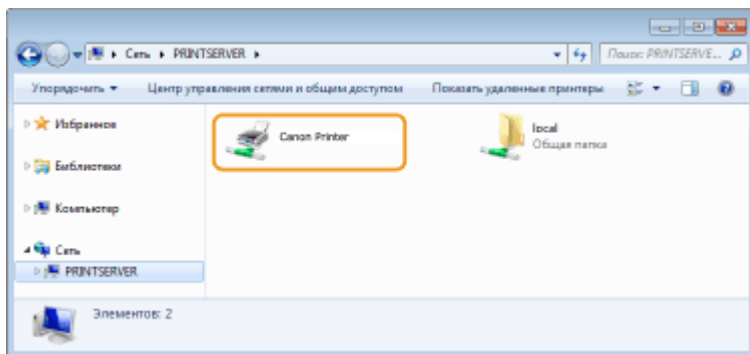 Сеть ▸ PRINTSERVER ▸
Поиск: PRINTSERVE...
Упорядочить Центр управления сетями и общим доступом Показать удаленные принтеры
Избранное
Canon Printer
local
Общая папка
Библиотеки
Компьютер
Сеть
PRINTSERVER
Элементов: 2